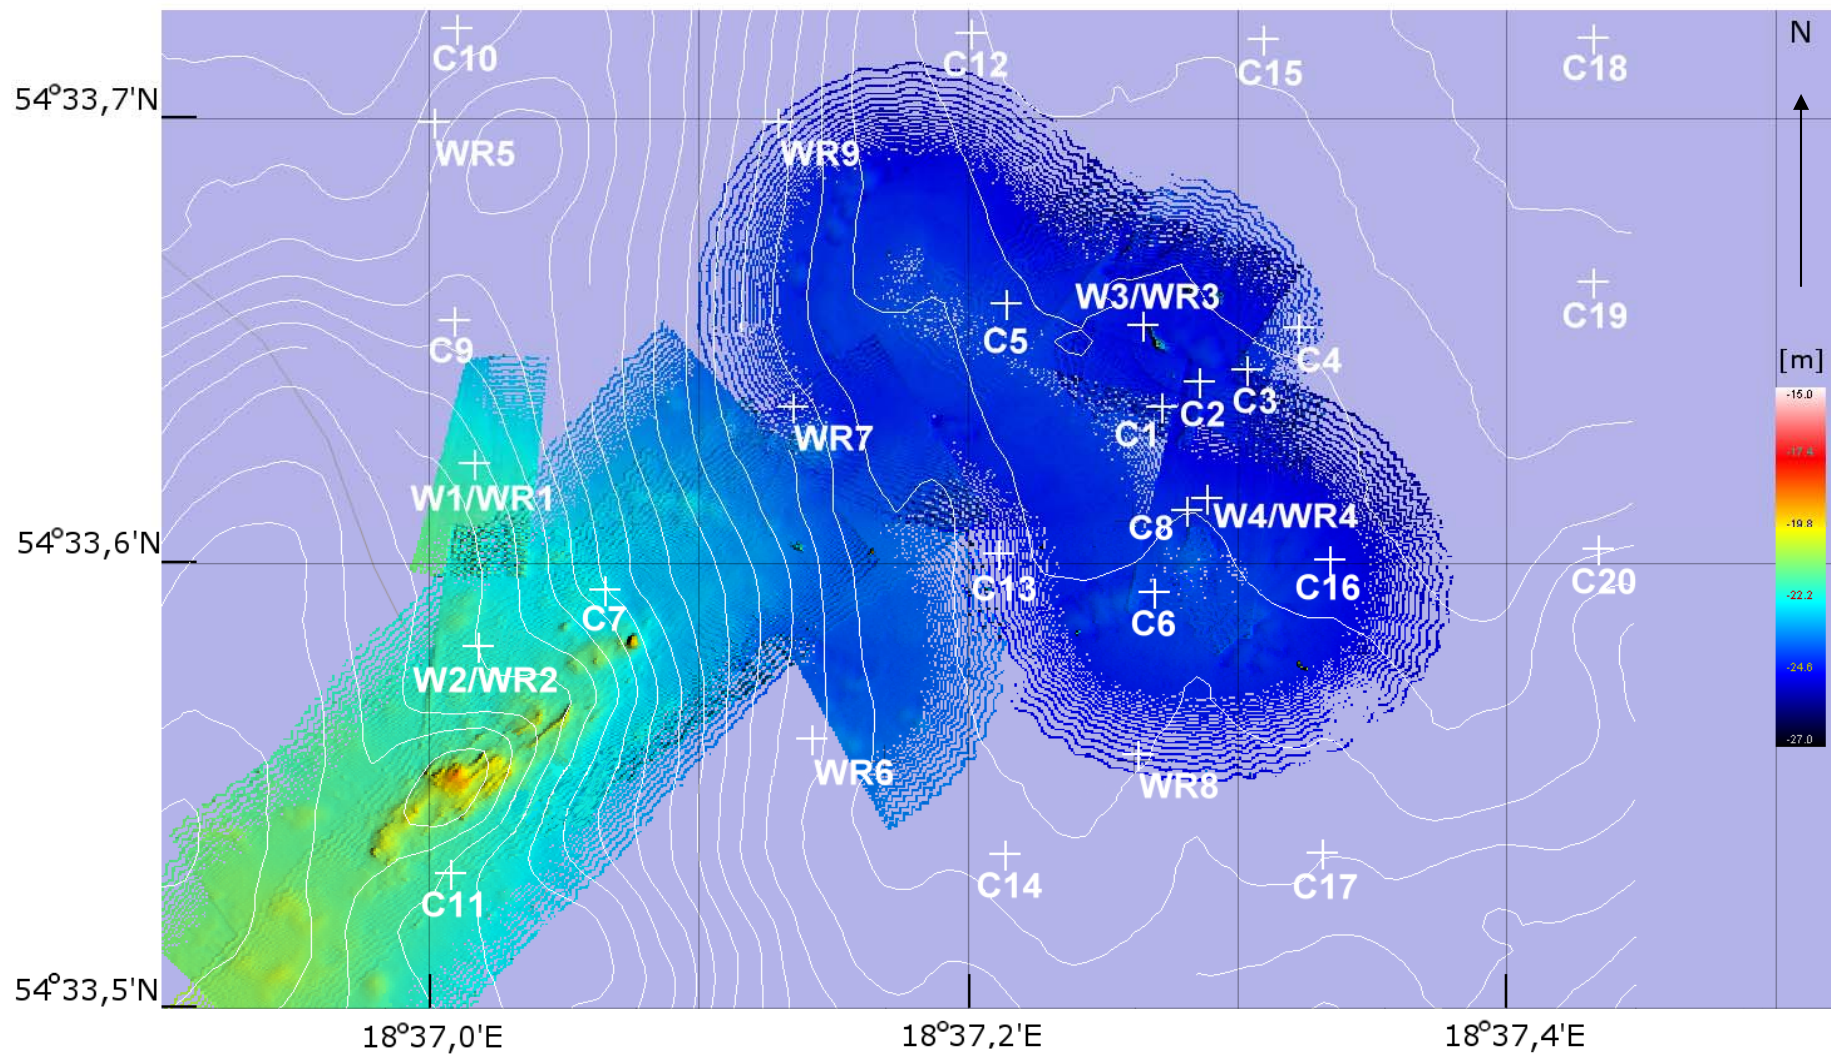 N
C10
C12
C15
C18
54°33,7'N
WR5
WR9
W3/WR3
C19
C9
C5
C4
[m]
-15.0
C2
C3
WR7
C1
-17.4
W1/WR1
C8
W4/WR4
-19.8
54°33,6'N
C13
C16
C20
C7
C6
-22.2
W2/WR2
-24.6
WR6
WR8
-27.0
C11
C14
C17
54°33,5'N
18°37,0'E
18°37,2'E
18°37,4'E